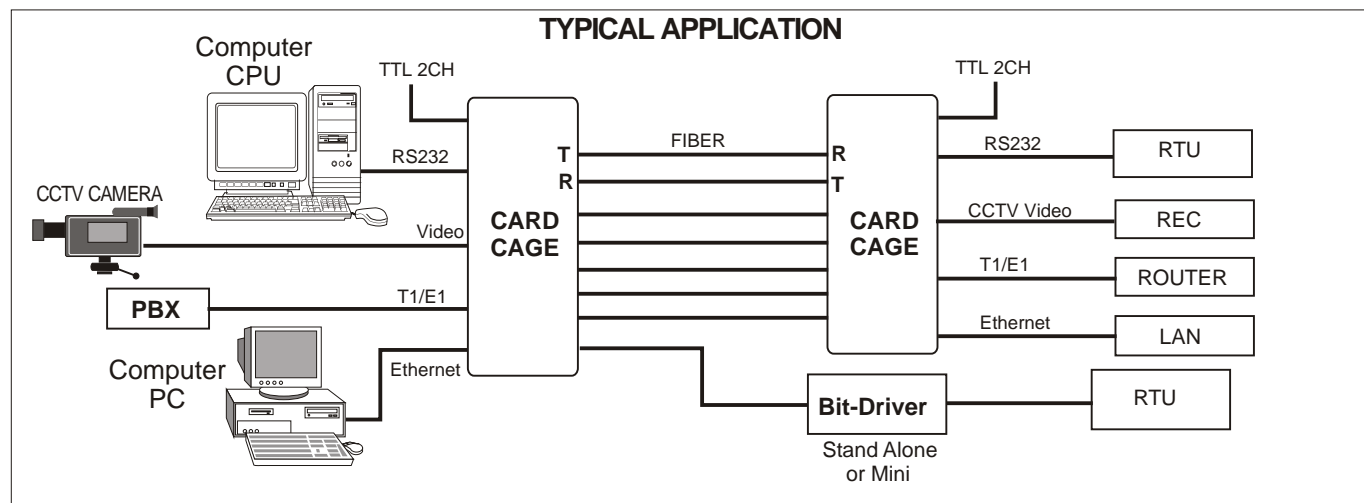 TYPICAL APPLICATION
Computer
CPU
TTL 2CH
TTL 2CH
RS232
T
FIBER
R
RS232
RTU
R
T
CCTV CAMERA
Video
CARD
CAGE
CARD
CAGE
CCTV Video
REC
PBX
T1/E1
T1/E1
ROUTER
Computer
PC
Ethernet
Ethernet
LAN
Bit-Driver
RTU
Stand Alone
or Mini